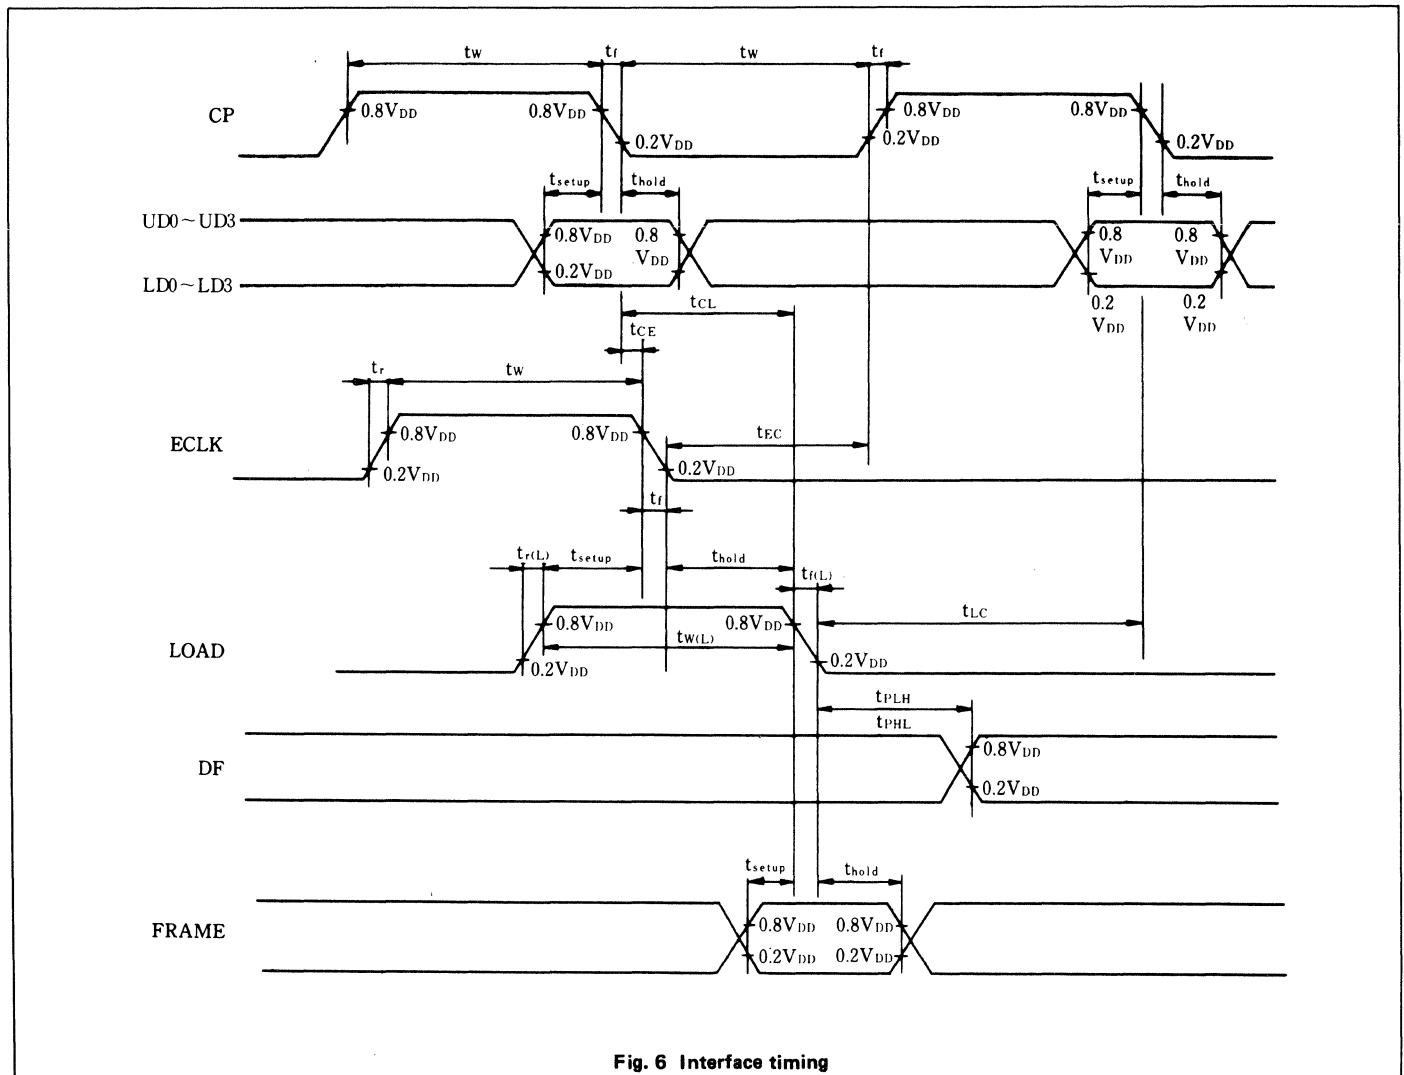 tw tf tw tf
CP 0.8VDD 0.8VDD 0.2VDD 0.2VDD 0.8VDD 0.8VDD 0.2VDD
tsetup thold tsetup thold
UD0~UD3 0.8VDD 0.8 VDD 0.8 VDD 0.8 VDD
LD0~LD3 0.2VDD 0.2 VDD 0.2 VDD
tCL
tCE
tr tw
ECLK 0.8VDD 0.8VDD tEC
0.2VDD 0.2VDD
tf
tr(L) tsetup thold tf(L)
tLC
LOAD 0.8VDD 0.8VDD
tW(L)
0.2VDD 0.2VDD
tPLH
tPHL
DF 0.8VDD
0.2VDD
tsetup thold
FRAME 0.8VDD 0.8VDD
0.2VDD 0.2VDD
Fig. 6 Interface timing